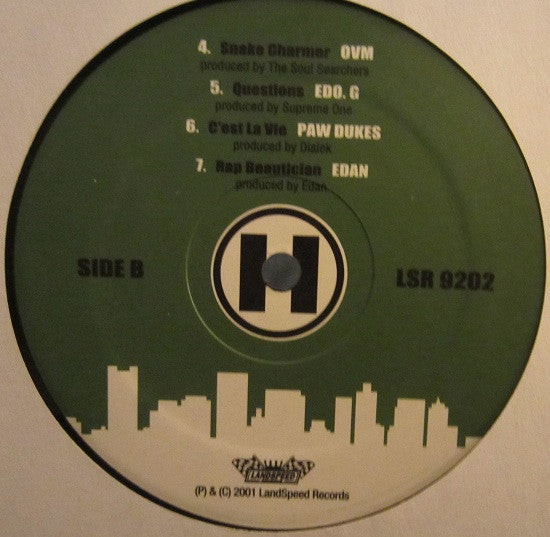 4. Snake Charmer OVM
produced by The Soul Searchers
5. Questions EDO. G
produced by Supreme One
6. C'est La Vie PAW DUKES
produced by Dialek
7. Rap Beautician EDAN
produced by Edan
H
SIDE B
LSR 9202
LANDSPEED
(P) & (C) 2001 LandSpeed Records